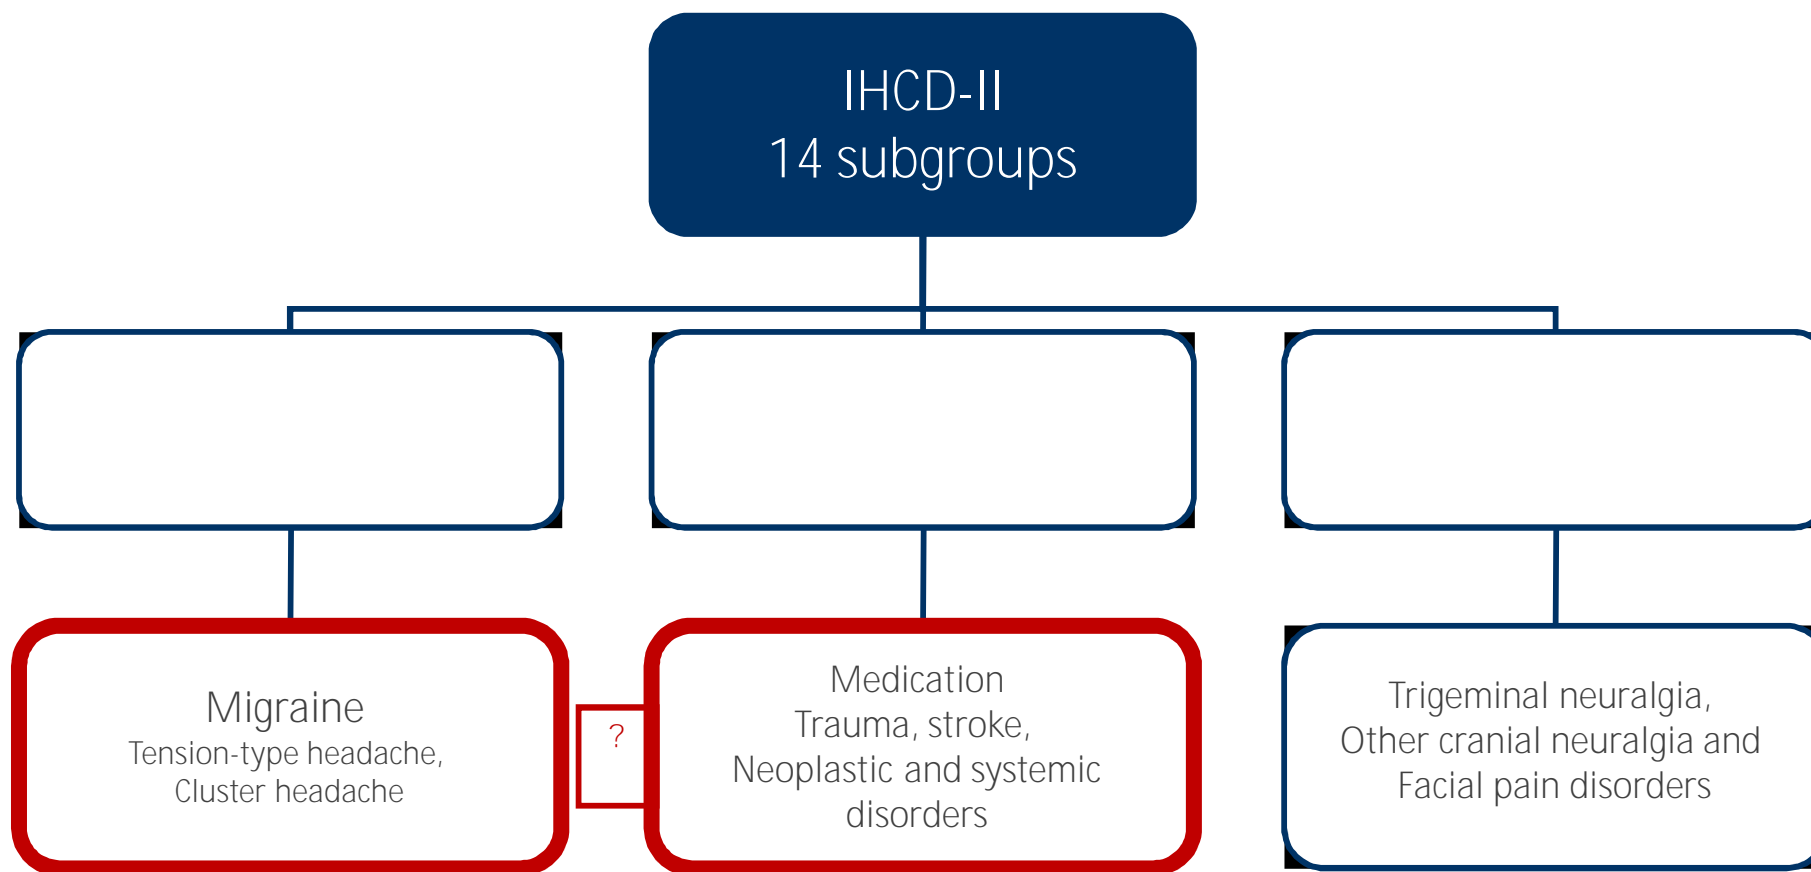 IHCD-II
14 subgroups
Migraine
Tension-type headache,
Cluster headache
?
Medication
Trauma, stroke,
Neoplastic and systemic
disorders
Trigeminal neuralgia,
Other cranial neuralgia and
Facial pain disorders